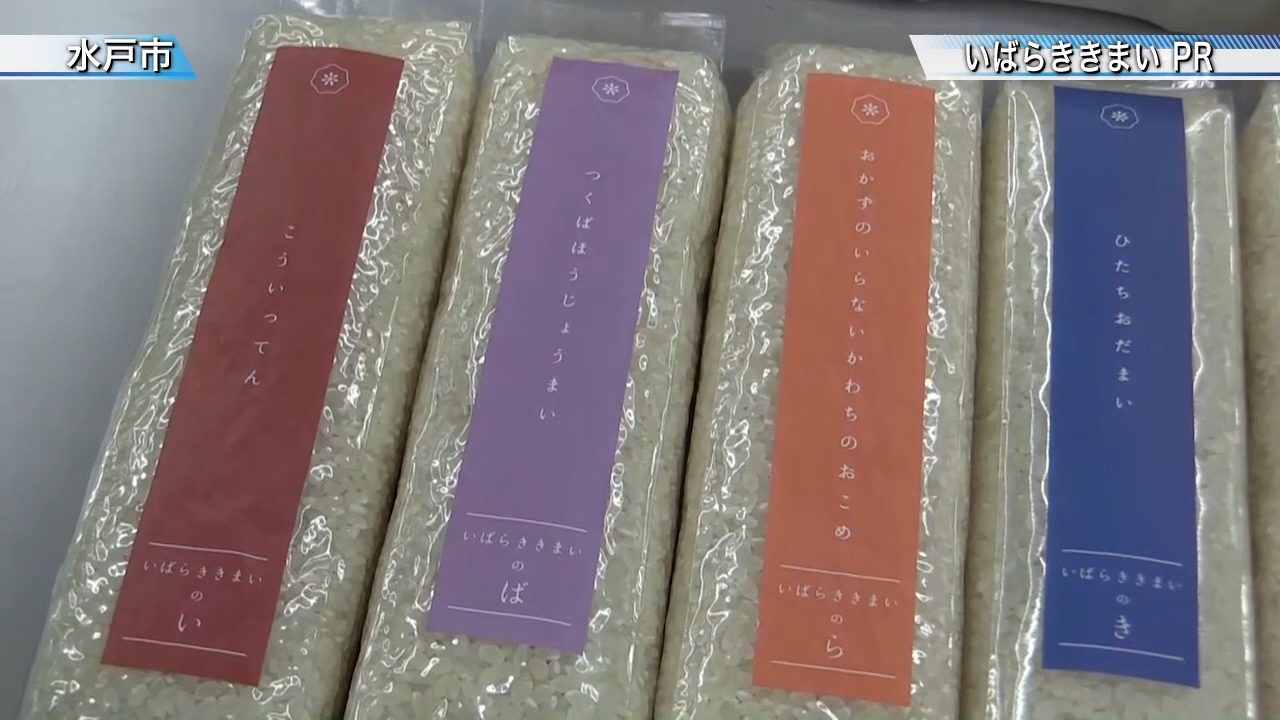 水戸市
いばらききまい PR
こういってん
いばらききまい
の
い
つくばほうじょうまい
いばらききまい
の
ば
おかずのいらないかわちのおこめ
いばらききまい
の
ら
ひたちおだまい
いばらききまい
の
き